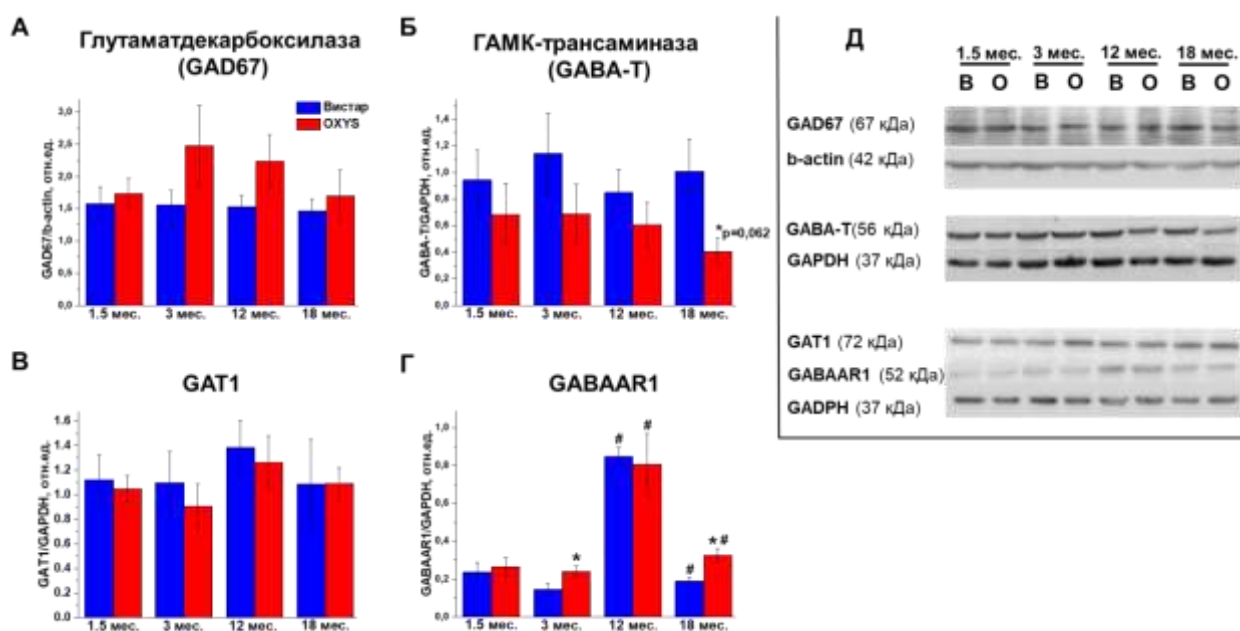 А
Глутаматдекарбоксилаза
(GAD67)
GAD67/b-actin, отн.ед.
3,0
2,5
2,0
1,5
1,0
0,5
0,0
Вистар
OXYS
1.5 мес. 3 мес. 12 мес. 18 мес.
Б
ГАМК-трансаминаза
(GABA-T)
GABA-T/GAPDH, отн.ед.
1,4
1,2
1,0
0,8
0,6
0,4
0,2
0,0
*p=0,062
1.5 мес. 3 мес. 12 мес. 18 мес.
В
GAT1
GAT1/GAPDH, отн.ед.
1.6
1.4
1.2
1.0
0.8
0.6
0.4
0.2
0.0
1.5 мес. 3 мес. 12 мес. 18 мес.
Г
GABAAR1
GABAAR1/GAPDH, отн.ед.
1,0
0,8
0,6
0,4
0,2
0,0
*
# #
# *#
1.5 мес. 3 мес. 12 мес. 18 мес.
Д
1.5 мес. 3 мес. 12 мес. 18 мес.
В О В О В О В О
GAD67 (67 кДа)
b-actin (42 кДа)
GABA-T(56 кДа)
GAPDH (37 кДа)
GAT1 (72 кДа)
GABAAR1 (52 кДа)
GADPH (37 кДа)